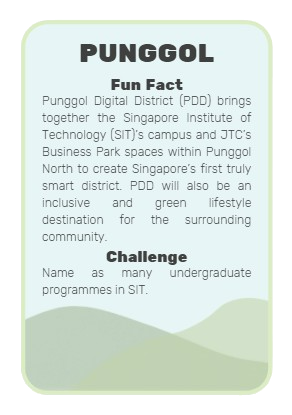 PUNGGOL
Fun Fact
Punggol Digital District (PDD) brings
together the Singapore Institute of
Technology (SIT)'s campus and JTC's
Business Park spaces within Punggol
North to create Singapore's first truly
smart district. PDD will also be an
inclusive and green lifestyle
destination for the surrounding
community.
Challenge
Name as many undergraduate
programmes in SIT.